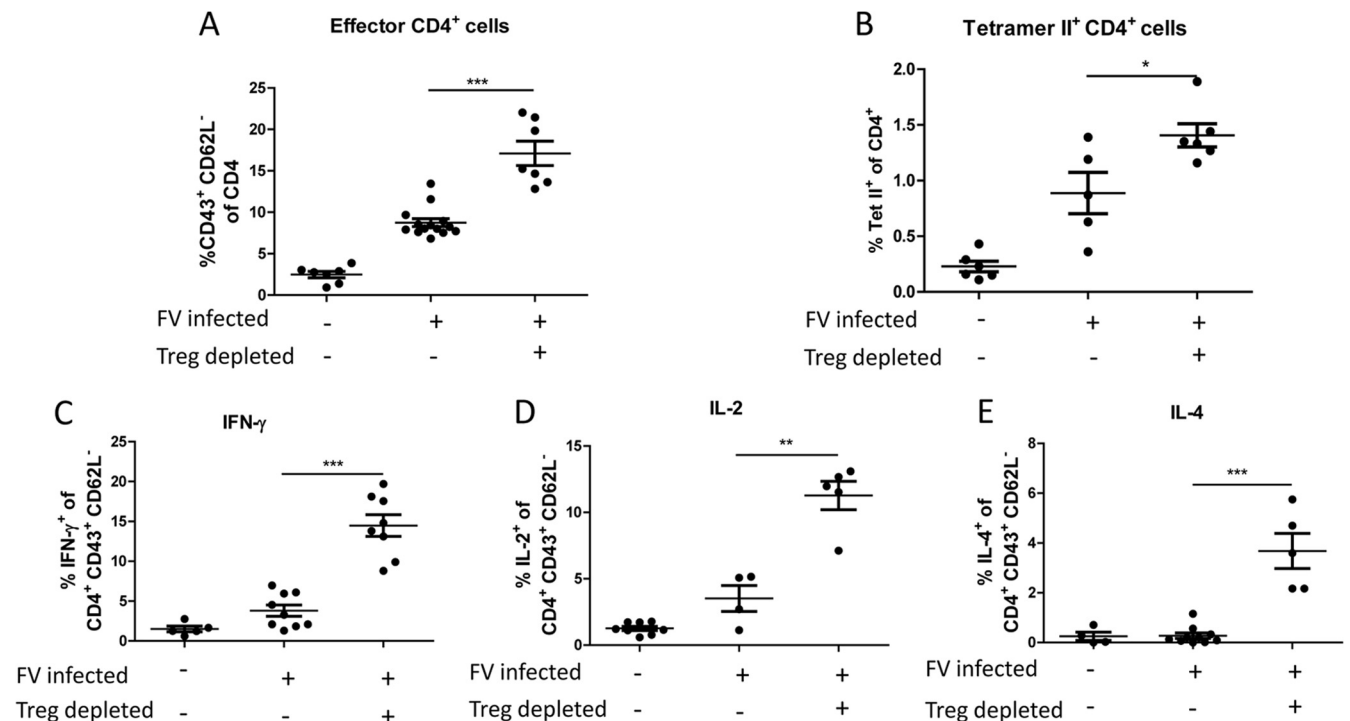 A
Effector CD4⁺ cells
***
%CD43⁺ CD62L⁻
of CD4
25
20
15
10
5
0
FV infected - + +
Treg depleted - - +
B
Tetramer II⁺ CD4⁺ cells
*
% Tet II⁺ of CD4⁺
2.0
1.5
1.0
0.5
0.0
FV infected - + +
Treg depleted - - +
C
IFN-γ
***
% IFN-γ⁺ of
CD4⁺ CD43⁺ CD62L⁻
25
20
15
10
5
0
FV infected - + +
Treg depleted - - +
D
IL-2
**
% IL-2⁺ of
CD4⁺ CD43⁺ CD62L⁻
15
10
5
0
- + +
- - +
E
IL-4
***
% IL-4⁺ of
CD4⁺ CD43⁺ CD62L⁻
8
6
4
2
0
FV infected - + +
Treg depleted - - +